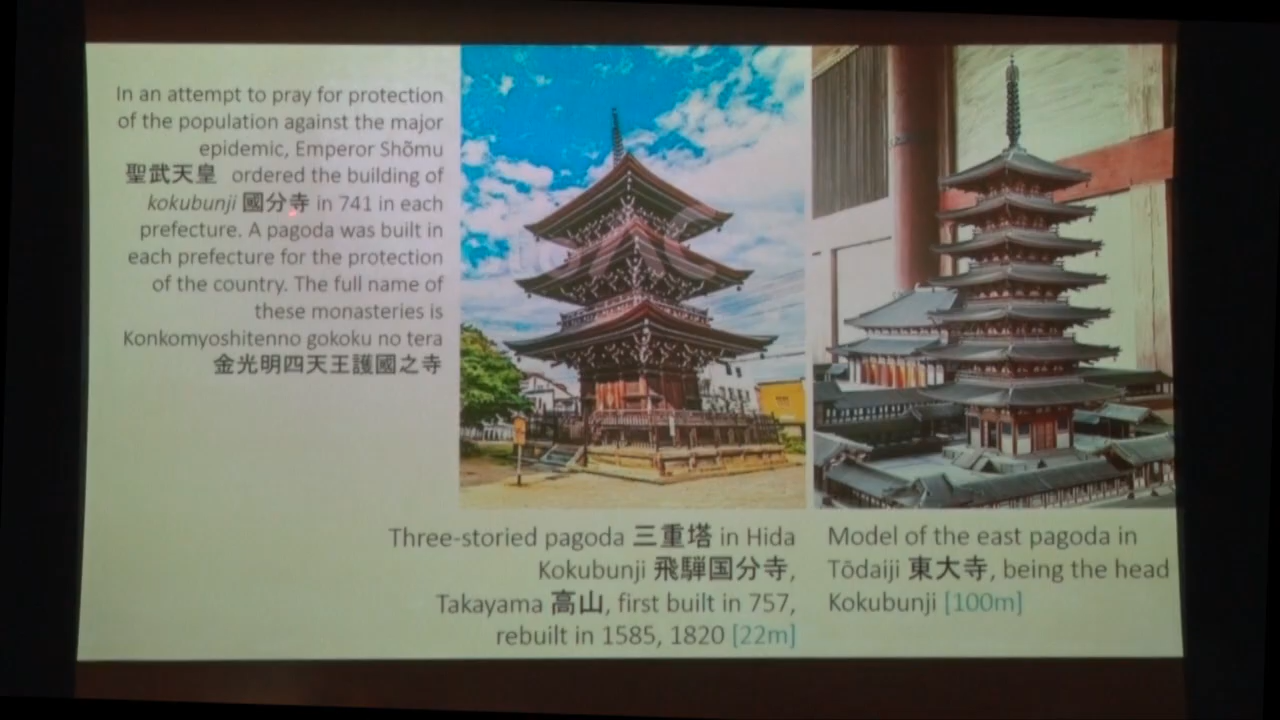 In an attempt to pray for protection
of the population against the major
epidemic, Emperor Shōmu
聖武天皇 ordered the building of
kokubunji 國分寺 in 741 in each
prefecture. A pagoda was built in
each prefecture for the protection
of the country. The full name of
these monasteries is
Konkomyoshitenno gokoku no tera
金光明四天王護國之寺
Three-storied pagoda 三重塔 in Hida
Kokubunji 飛騨国分寺,
Takayama 高山, first built in 757,
rebuilt in 1585, 1820 [22m]
Model of the east pagoda in
Tōdaiji 東大寺, being the head
Kokubunji [100m]